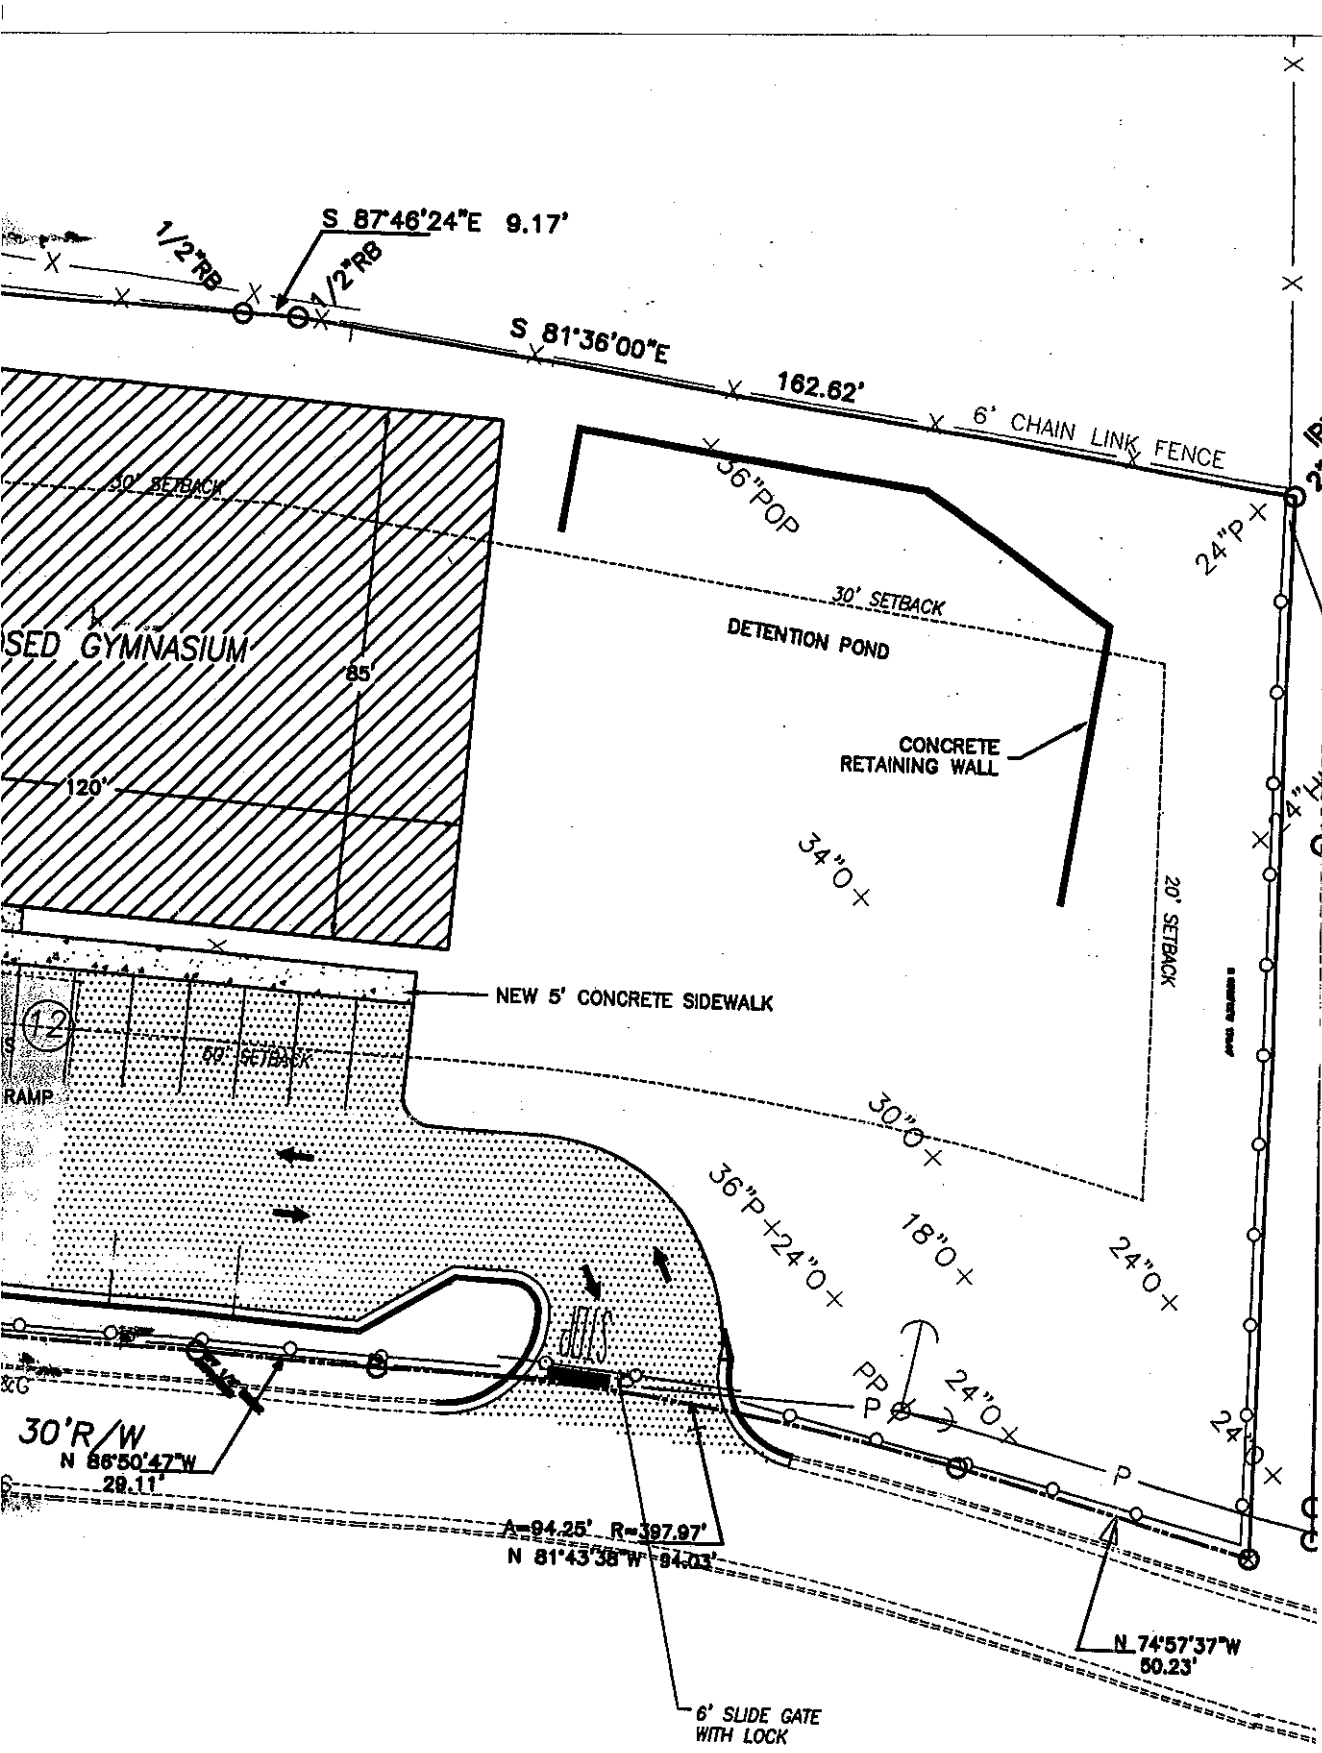 S 87°46'24"E 9.17'
1/2"RB
1/2"RB
S 81°36'00"E
162.62'
6' CHAIN LINK FENCE
36"POP
24"P
30' SETBACK
30' SETBACK
DETENTION POND
SED GYMNASIUM
85'
CONCRETE
RETAINING WALL
120'
34"O
20' SETBACK
NEW 5' CONCRETE SIDEWALK
12
S
60' SETBACK
RAMP
30"O
36"P
24"O
18"O
24"O
STOP
PP
P
24"O
24"
&G
30'R/W
N 86°50'47"W
29.11'
P
A=94.25' R=397.97'
N 81°43'38"W 94.03'
N 74°57'37"W
50.23'
6' SLIDE GATE
WITH LOCK